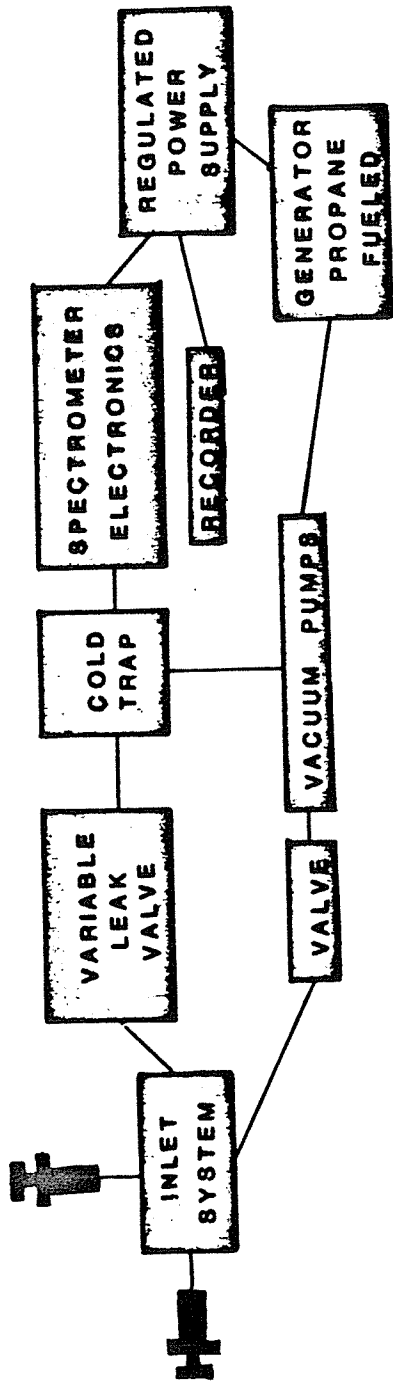 INLET
SYSTEM
VARIABLE
LEAK
VALVE
COLD
TRAP
SPECTROMETER
ELECTRONICS
REGULATED
POWER
SUPPLY
RECORDER
VALVE
VACUUM PUMPS
GENERATOR
PROPANE
FUELED